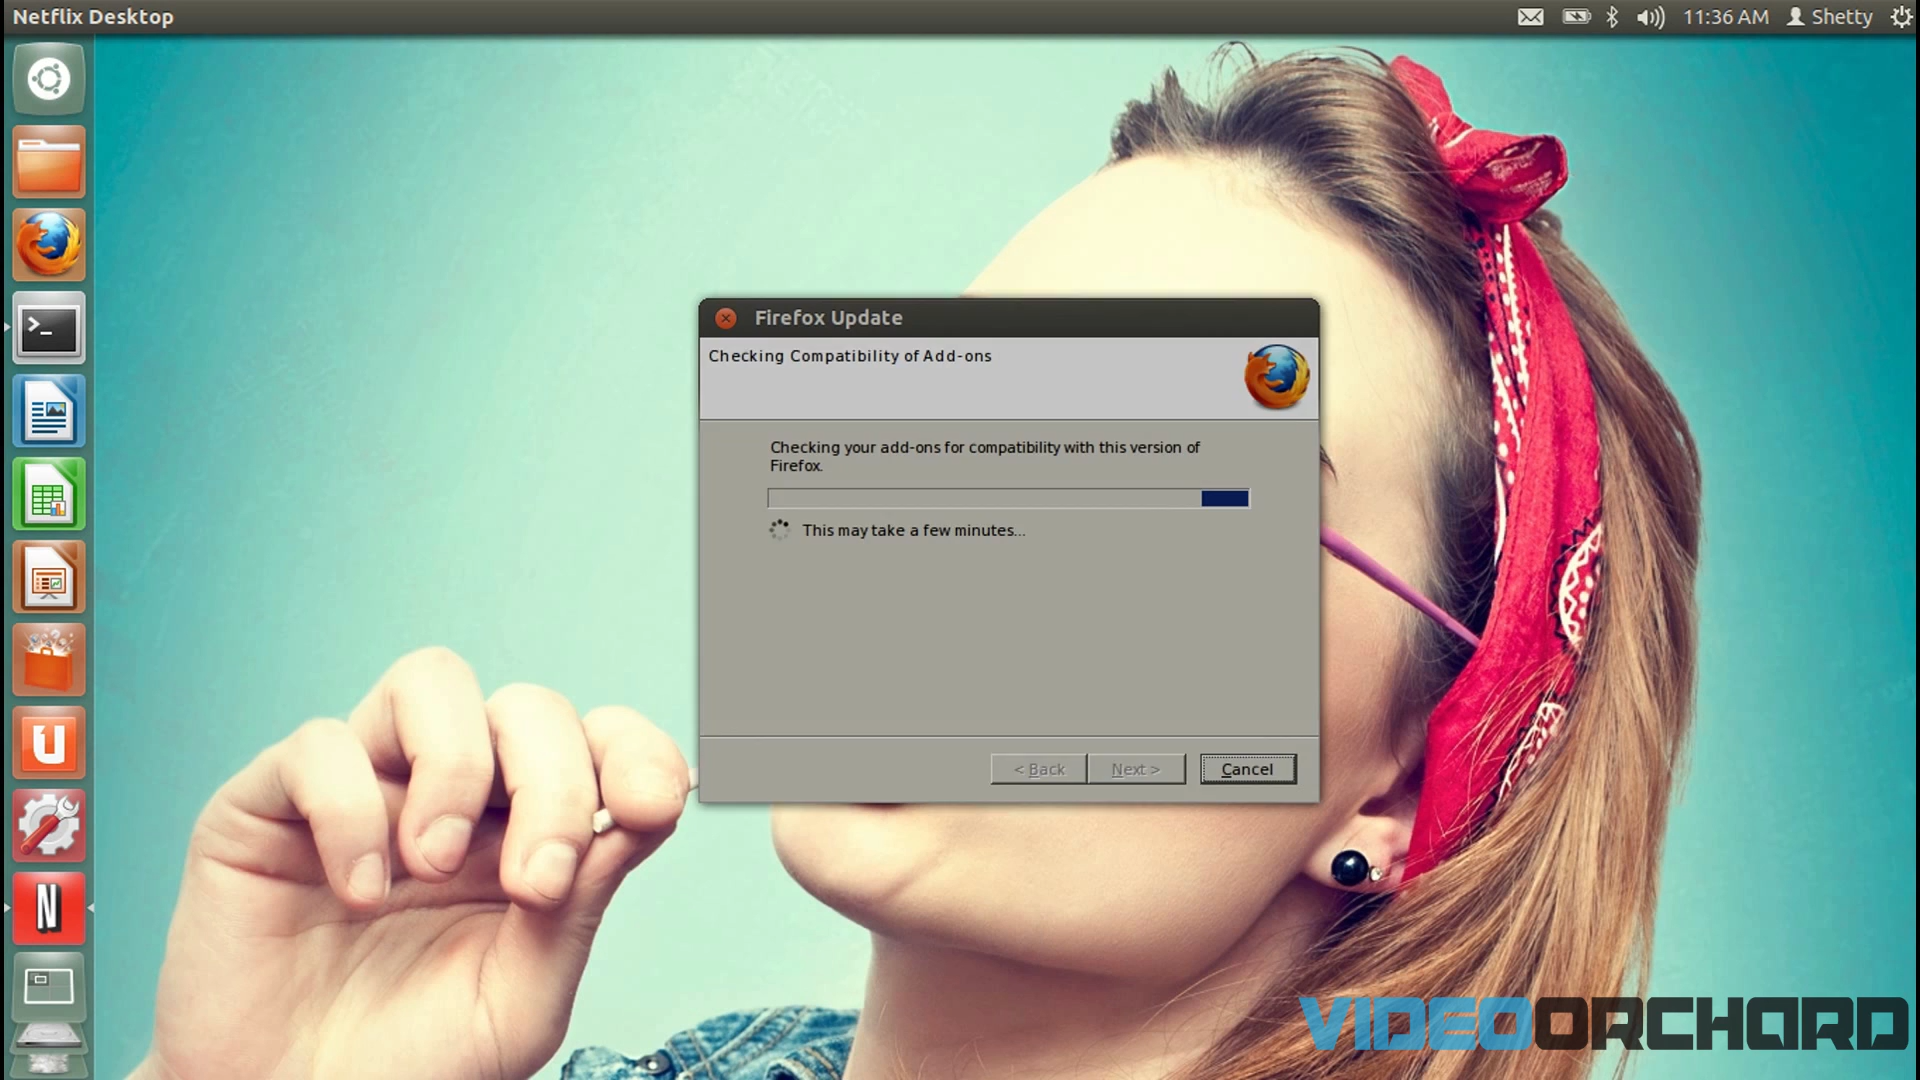 Netflix Desktop
11:36 AM
Shetty
Firefox Update
Checking Compatibility of Add-ons
Checking your add-ons for compatibility with this version of
Firefox.
This may take a few minutes...
< Back
Next >
Cancel
VIDEOORCHARD